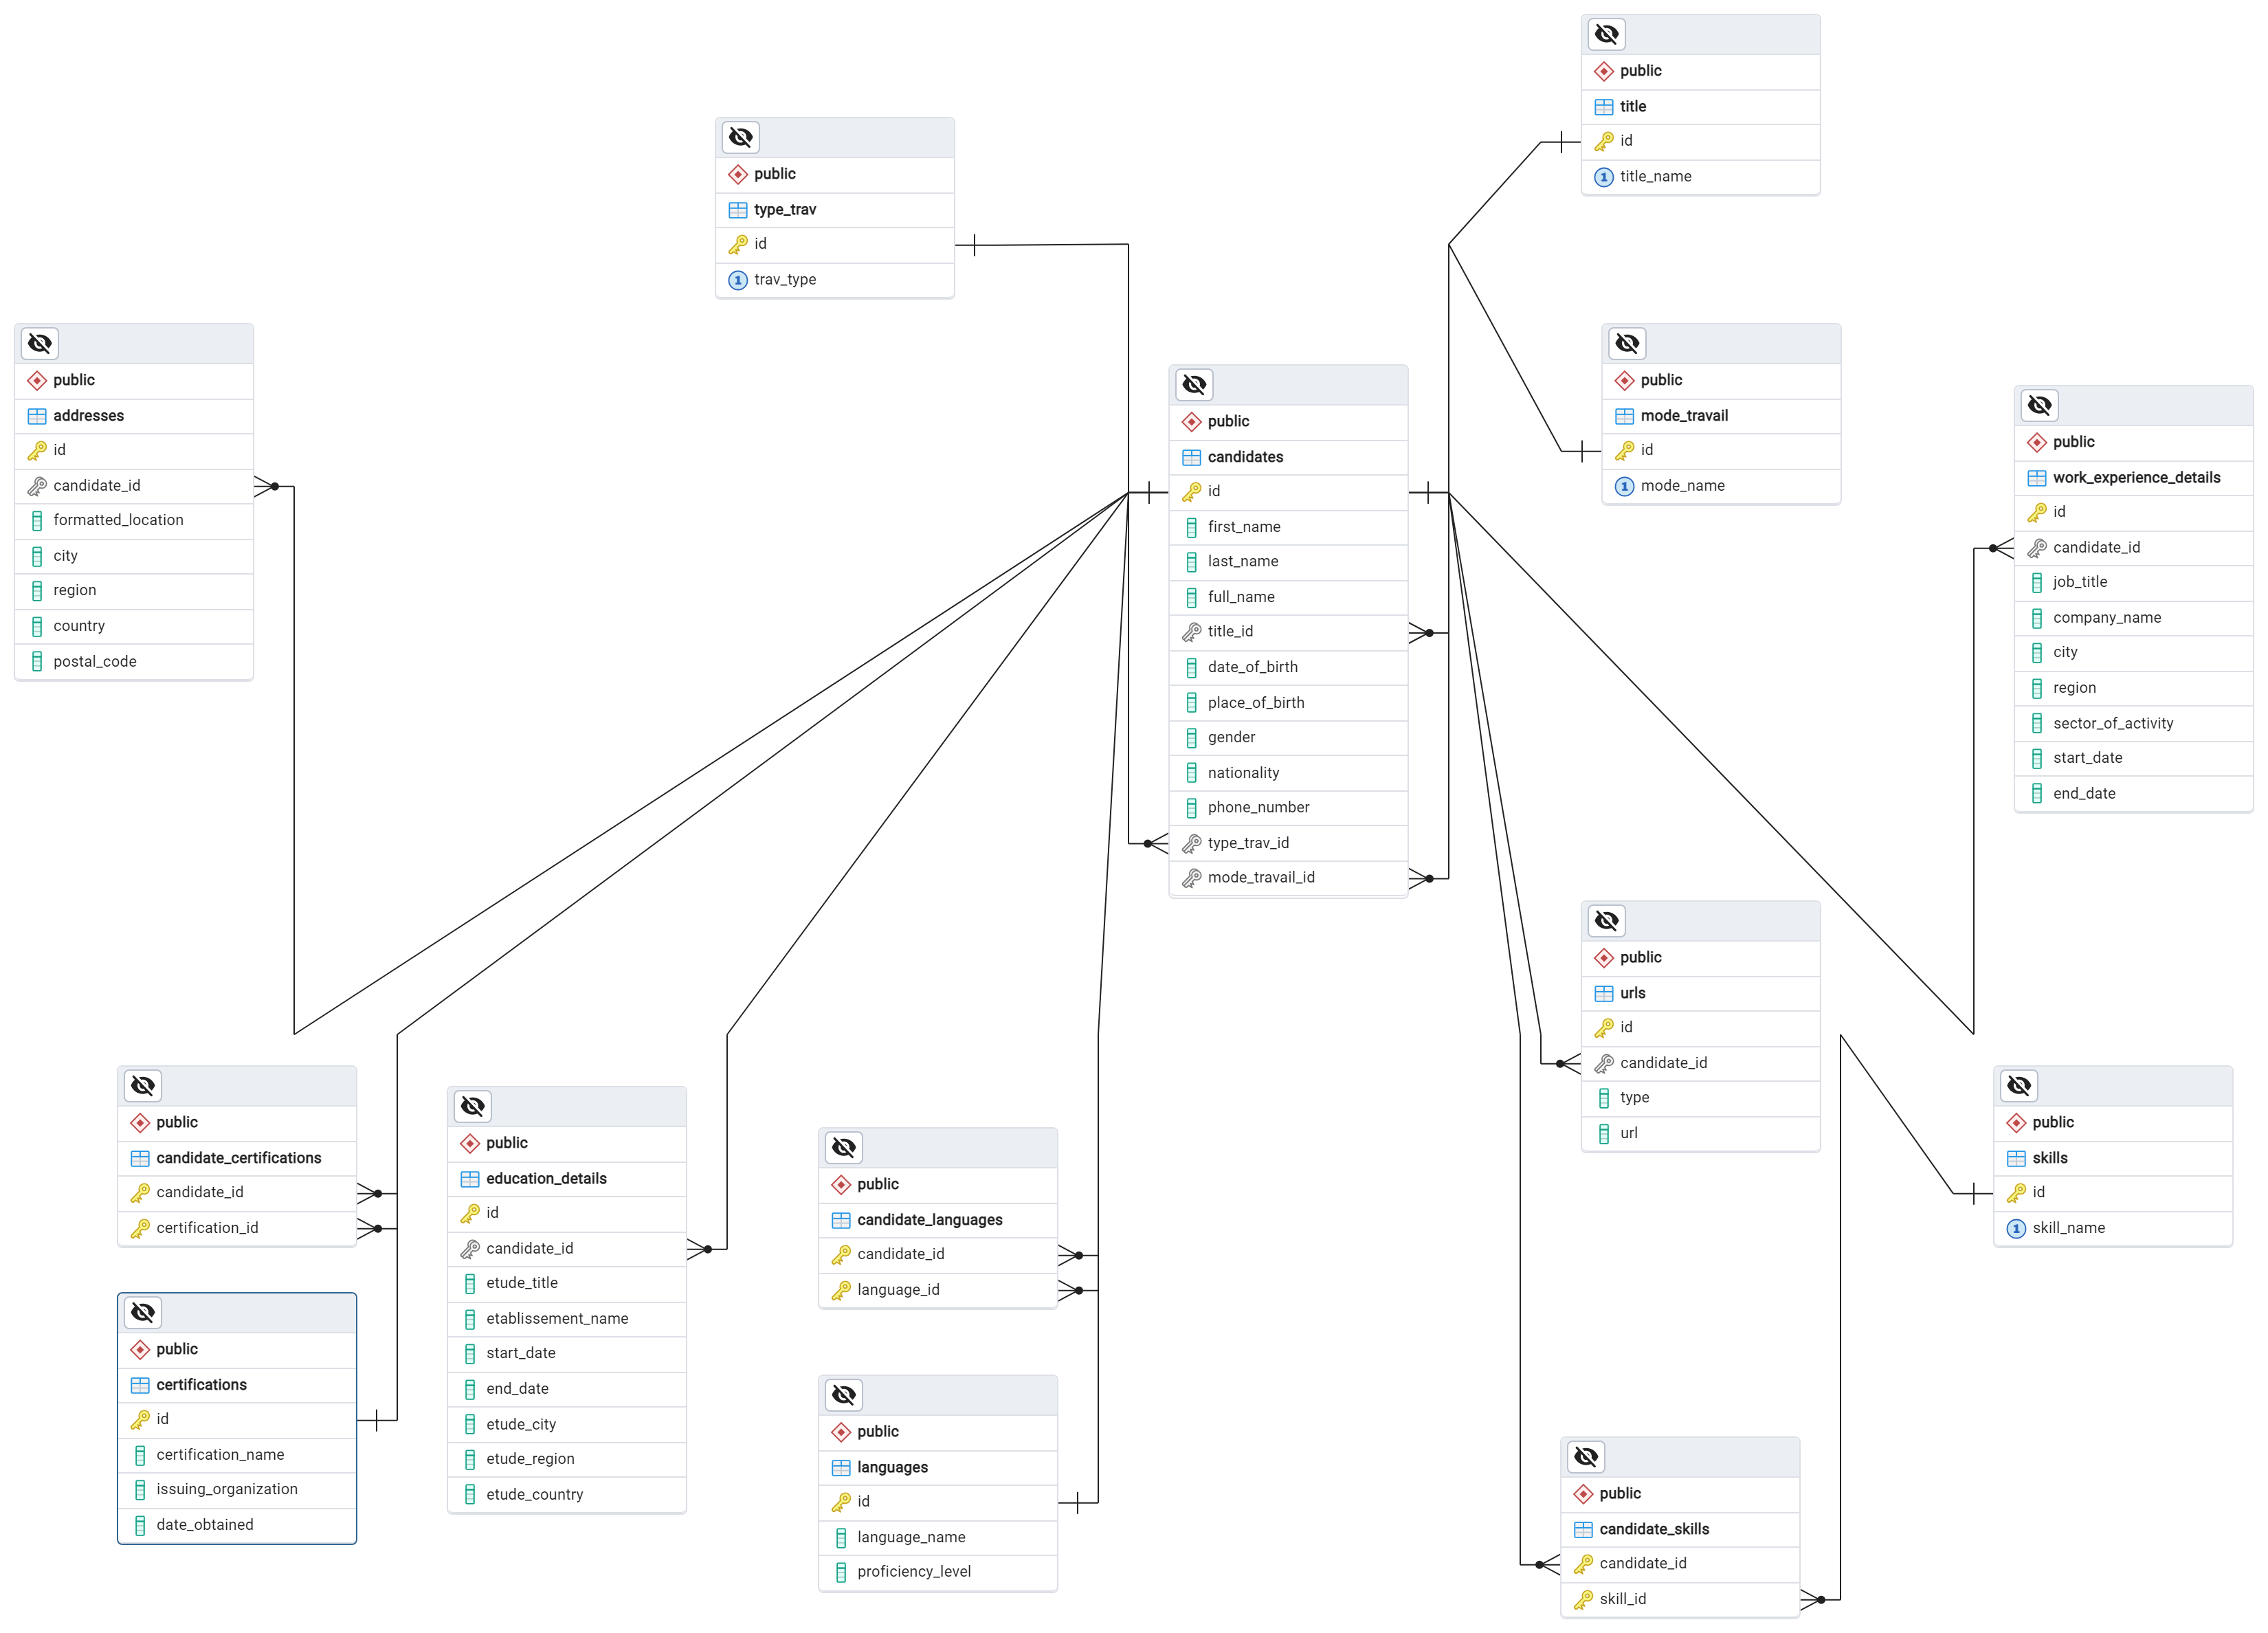 public
title
id
1 title_name
public
type_trav
id
1 trav_type
public
addresses
id
candidate_id
formatted_location
city
region
country
postal_code
public
candidates
id
first_name
last_name
full_name
title_id
date_of_birth
place_of_birth
gender
nationality
phone_number
type_trav_id
mode_travail_id
public
mode_travail
id
1 mode_name
public
work_experience_details
id
candidate_id
job_title
company_name
city
region
sector_of_activity
start_date
end_date
public
urls
id
candidate_id
type
url
public
candidate_certifications
candidate_id
certification_id
public
certifications
id
certification_name
issuing_organization
date_obtained
public
education_details
id
candidate_id
etude_title
etablissement_name
start_date
end_date
etude_city
etude_region
etude_country
public
candidate_languages
candidate_id
language_id
public
languages
id
language_name
proficiency_level
public
skills
id
1 skill_name
public
candidate_skills
candidate_id
skill_id